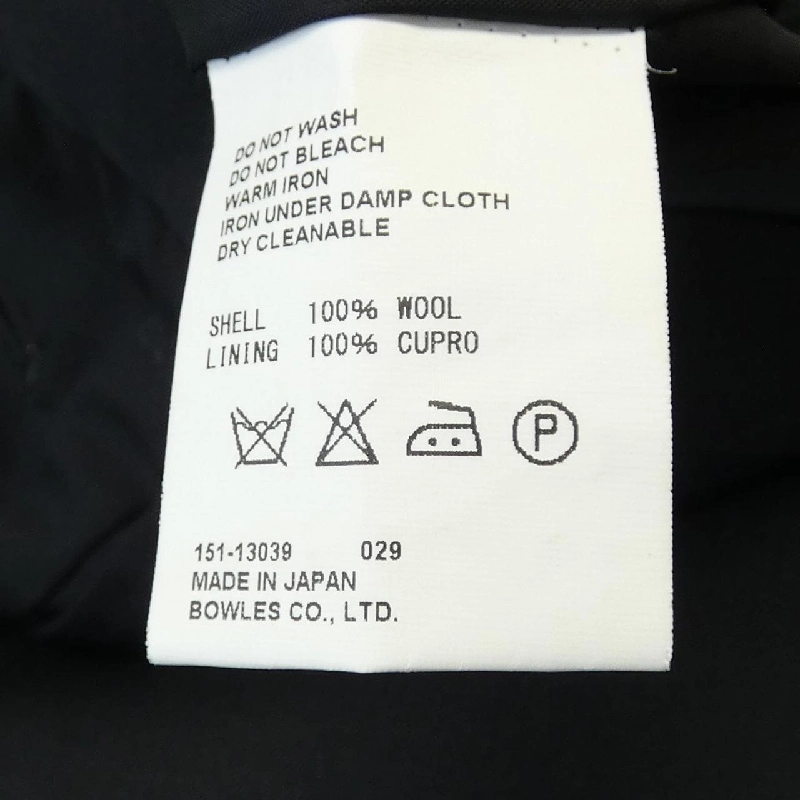 DO NOT WASH
DO NOT BLEACH
WARM IRON
IRON UNDER DAMP CLOTH
DRY CLEANABLE
SHELL 100% WOOL
LINING 100% CUPRO
P
151-13039 029
MADE IN JAPAN
BOWLES CO., LTD.